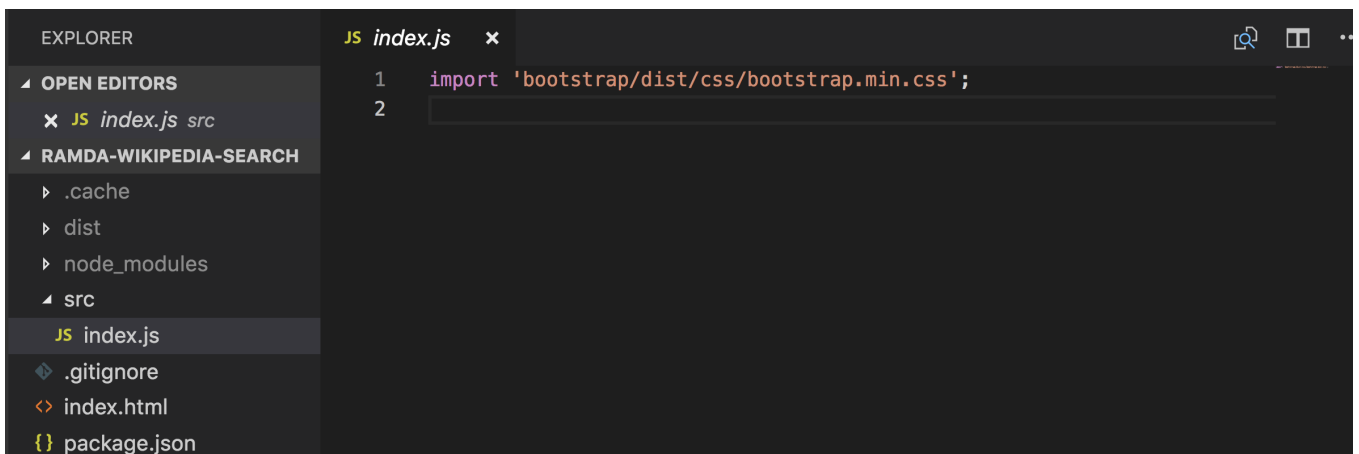 EXPLORER
OPEN EDITORS
JS index.js src
RAMDA-WIKIPEDIA-SEARCH
.cache
dist
node_modules
src
JS index.js
.gitignore
<> index.html
{} package.json
JS index.js
1 import 'bootstrap/dist/css/bootstrap.min.css';
2